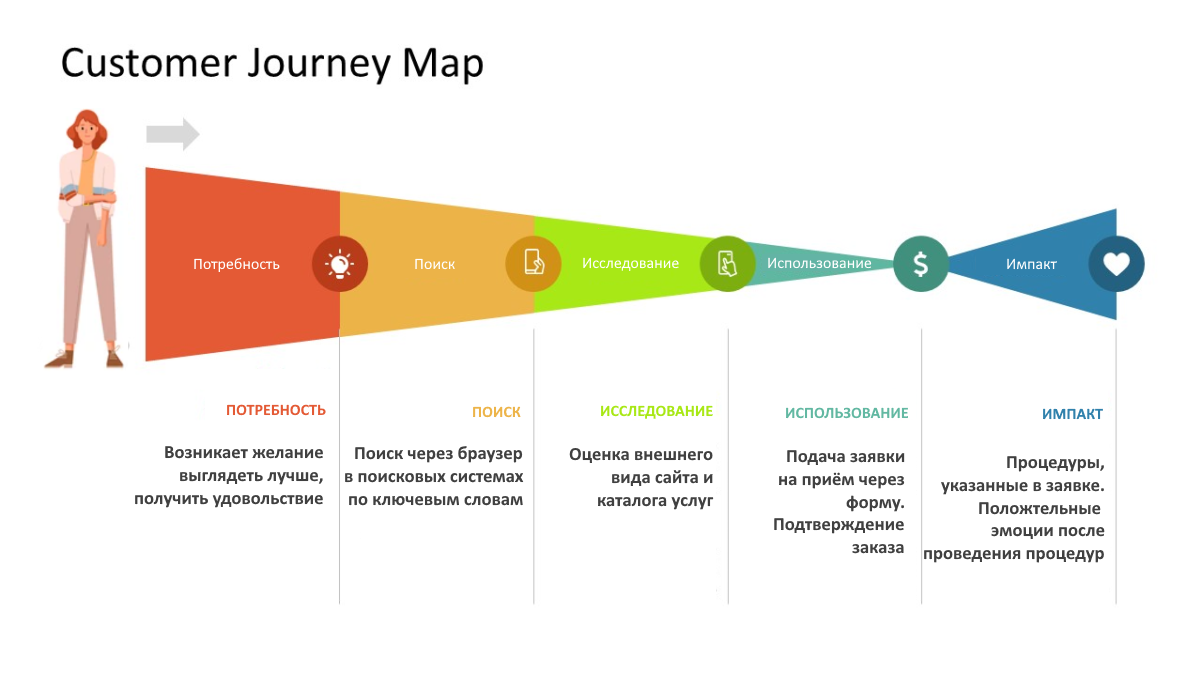 Customer Journey Map
Потребность
Поиск
Исследование
Использование
$
Импакт
ПОТРЕБНОСТЬ
Возникает желание
выглядеть лучше,
получить удовольствие
ПОИСК
Поиск через браузер
в поисковых системах
по ключевым словам
ИССЛЕДОВАНИЕ
Оценка внешнего
вида сайта и
каталога услуг
ИСПОЛЬЗОВАНИЕ
Подача заявки
на приём через
форму.
Подтверждение
заказа
ИМПАКТ
Процедуры,
указанные в заявке.
Положтельные
эмоции после
проведения процедур